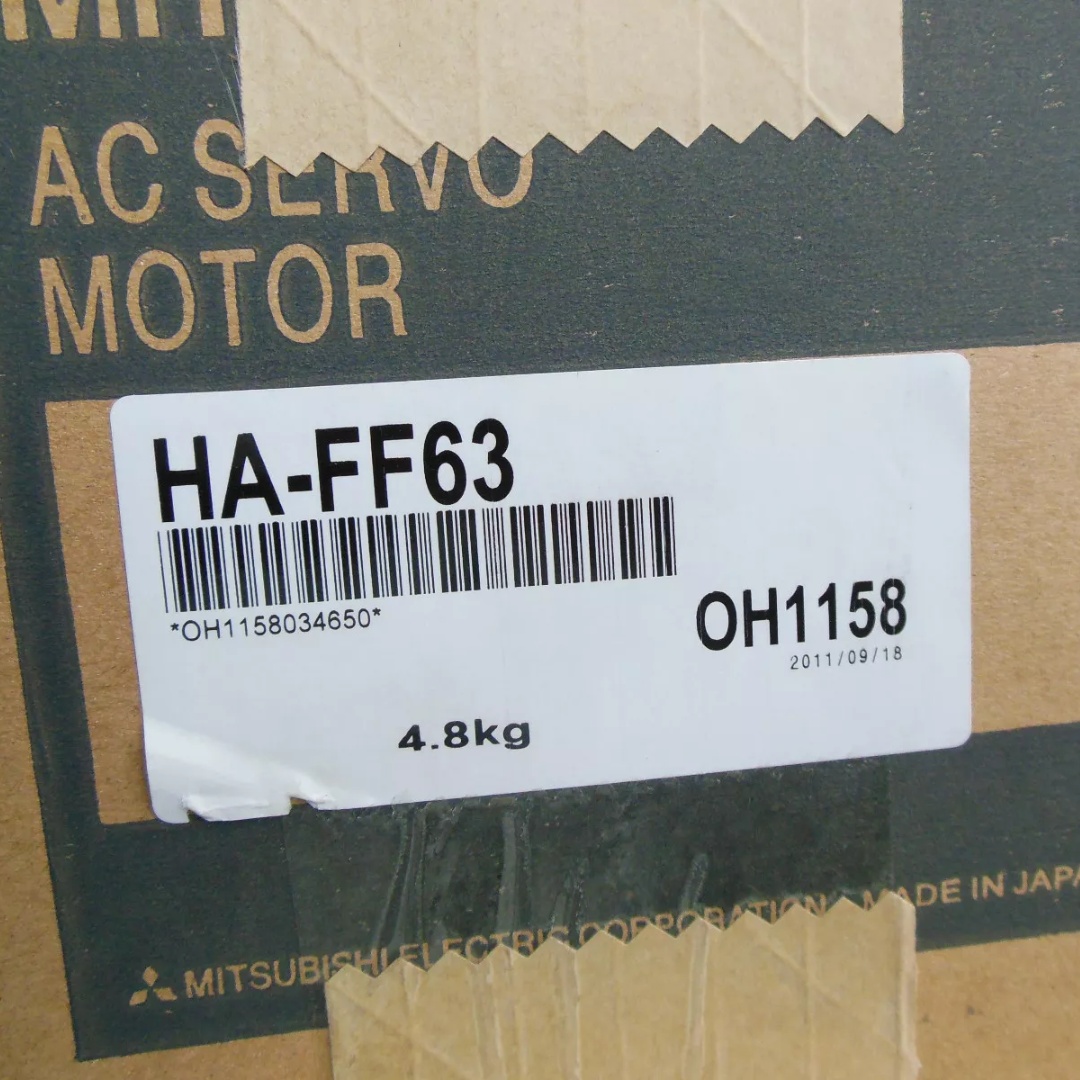 AC SERVO
MOTOR
HA-FF63
*OH1158034650*
OH1158
2011/09/18
4.8kg
MITSUBISHI ELECTRIC CORPORATION MADE IN JAPA